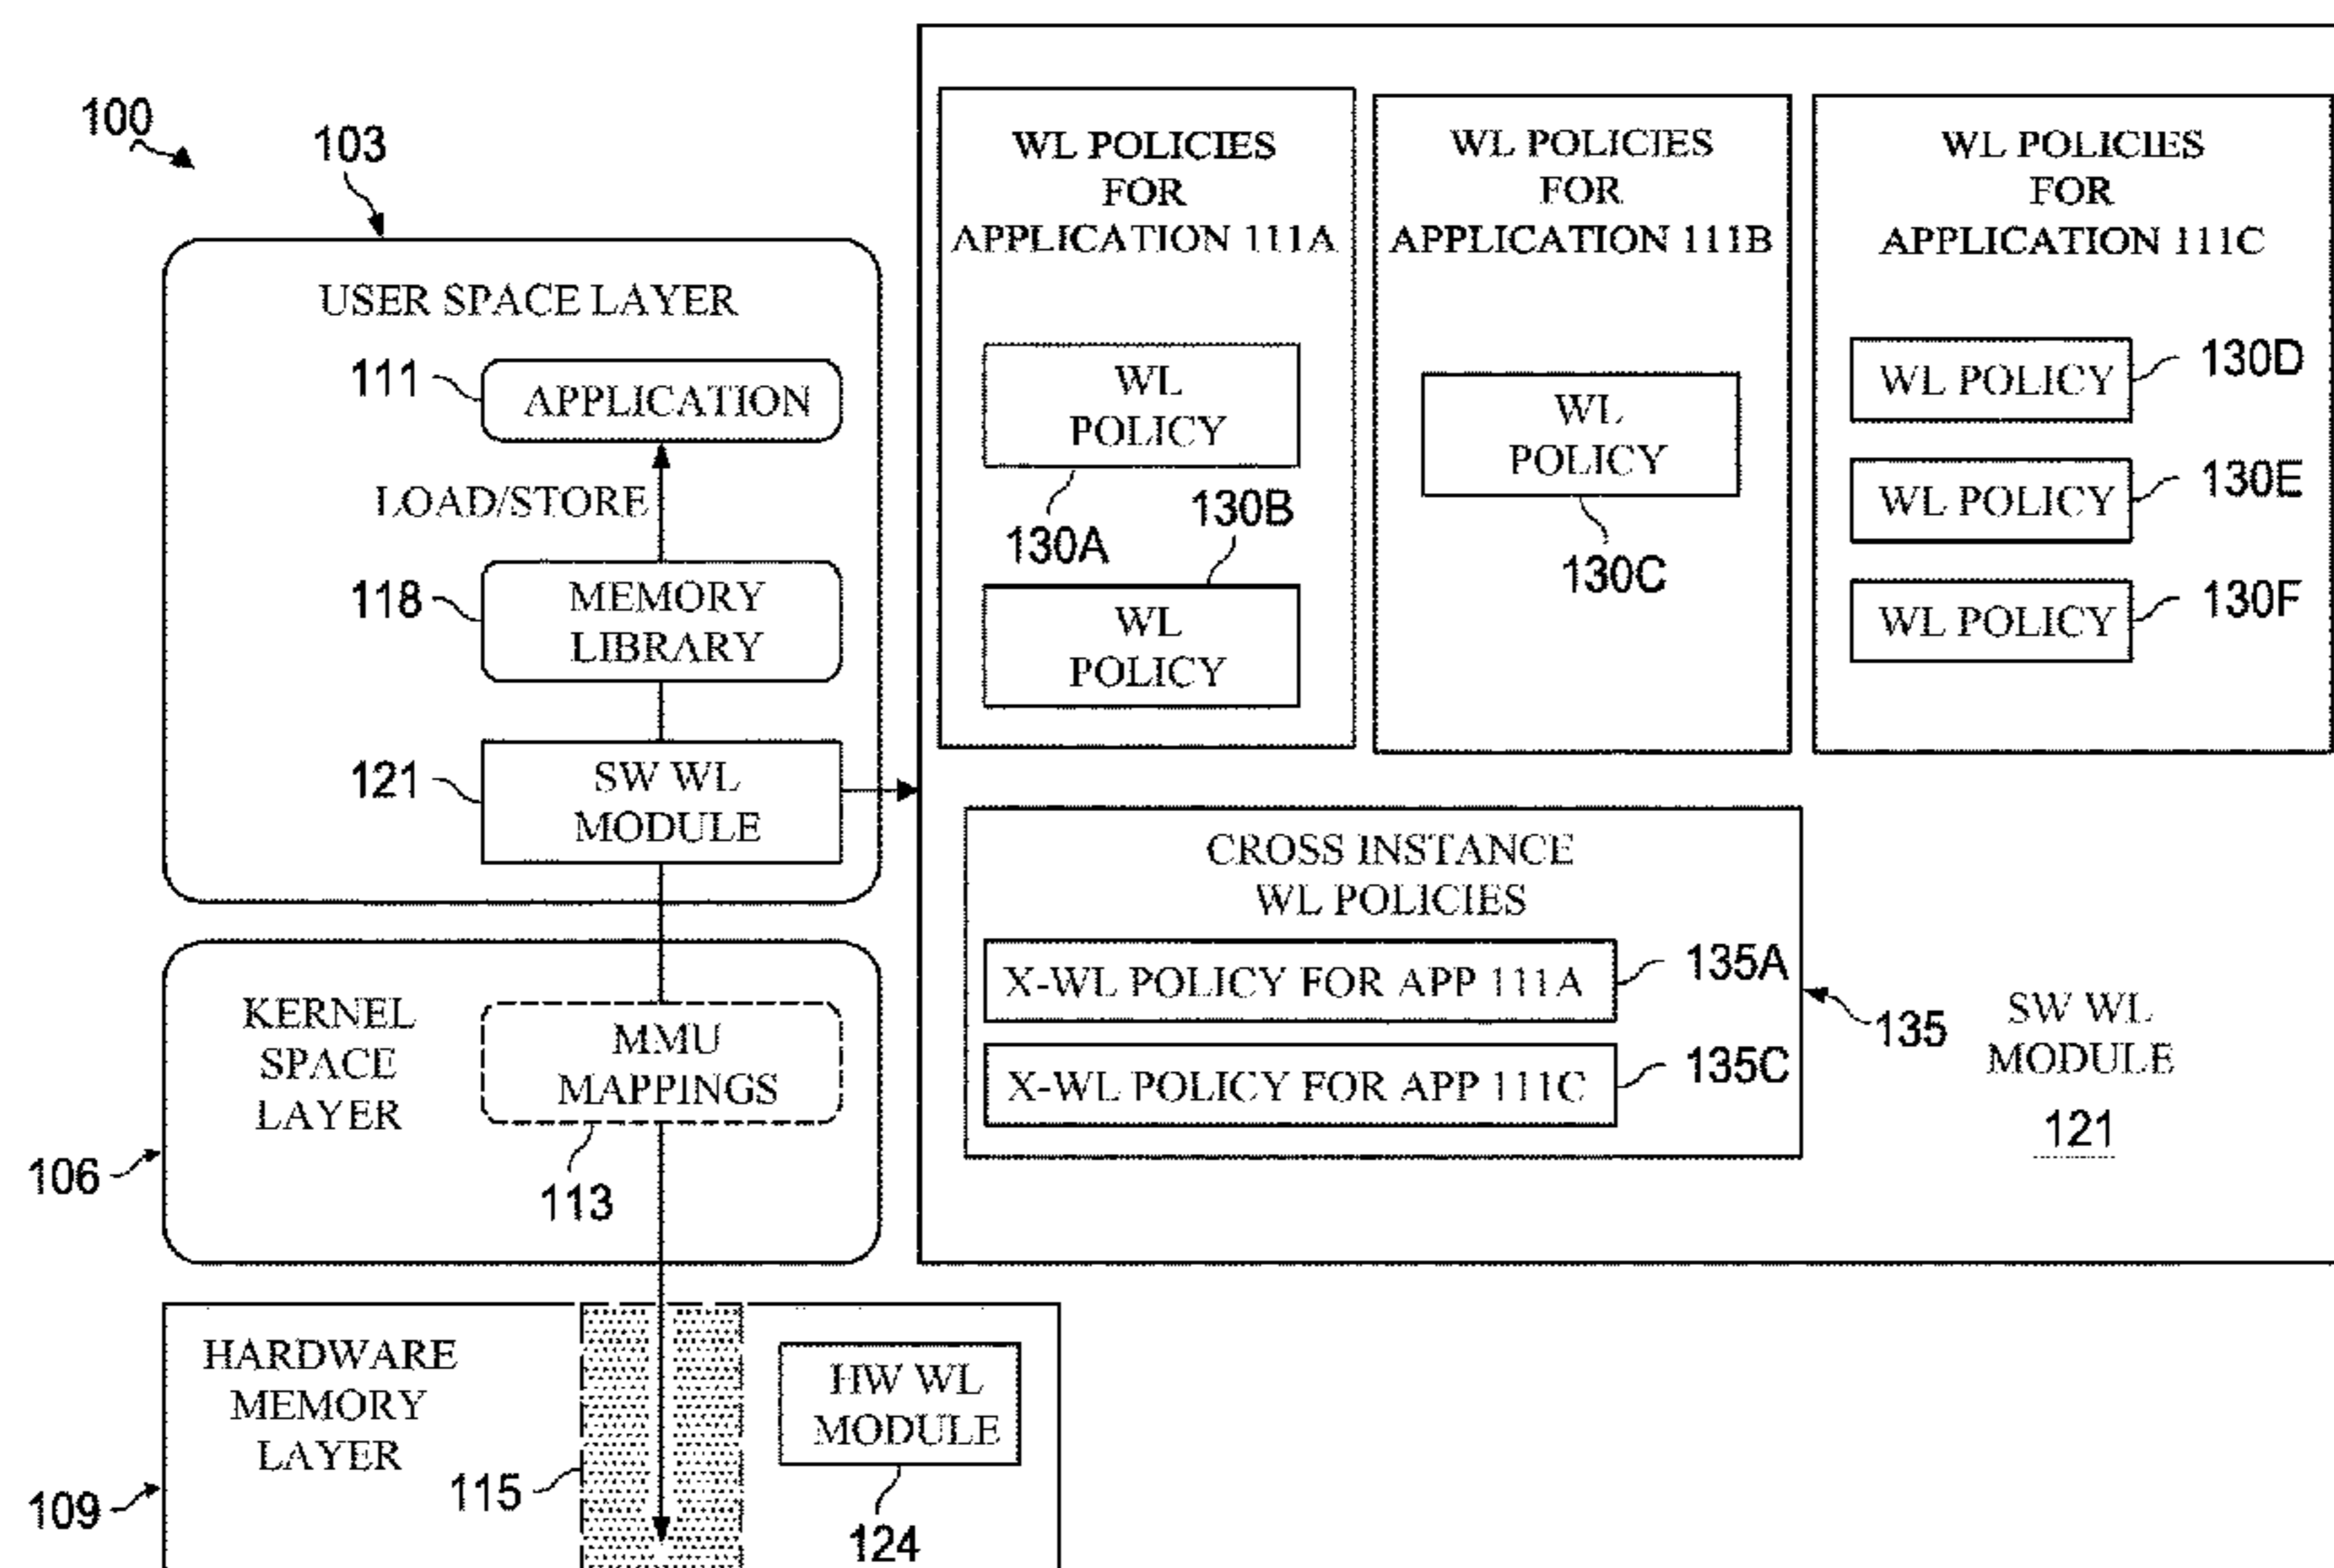 100
103
USER SPACE LAYER
111
APPLICATION
LOAD/STORE
118
MEMORY
LIBRARY
121
SW WL
MODULE
KERNEL
SPACE
LAYER
MMU
MAPPINGS
106
113
HARDWARE
MEMORY
LAYER
HW WL
MODULE
109
115
124
WL POLICIES
FOR
APPLICATION 111A
WL
POLICY
130A
130B
WL
POLICY
WL POLICIES
FOR
APPLICATION 111B
WL
POLICY
130C
WL POLICIES
FOR
APPLICATION 111C
WL POLICY
130D
WL POLICY
130E
WL POLICY
130F
CROSS INSTANCE
WL POLICIES
X-WL POLICY FOR APP 111A
135A
X-WL POLICY FOR APP 111C
135C
135
SW WL
MODULE
121